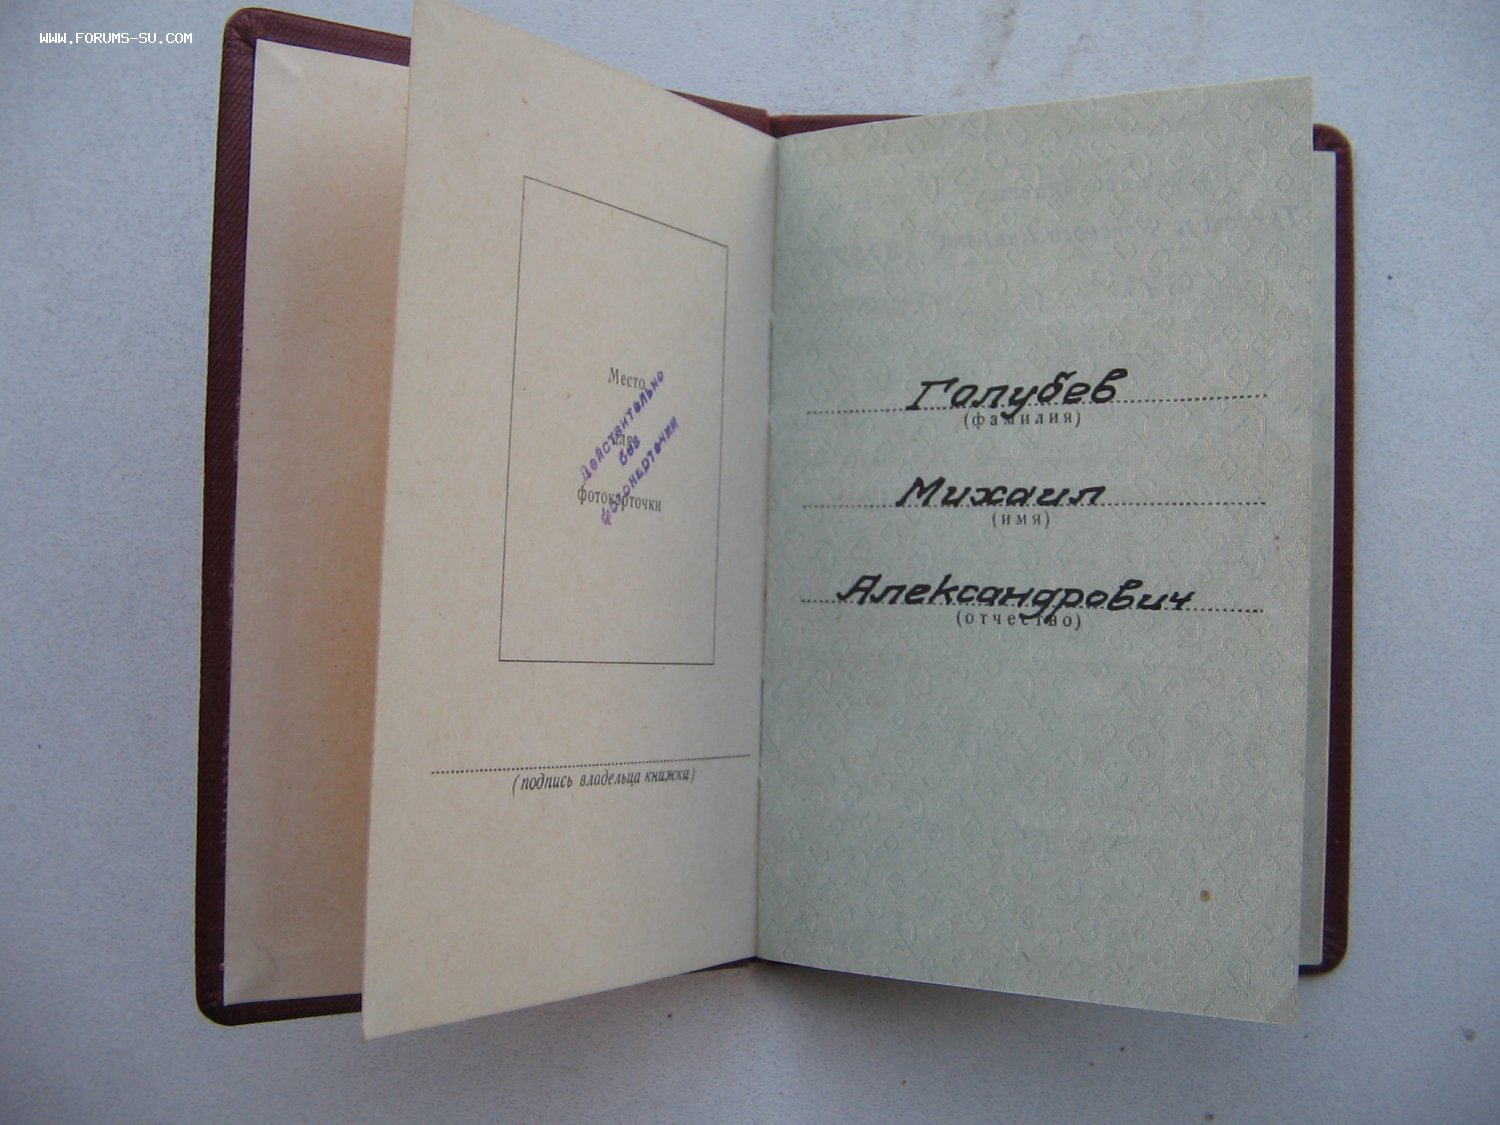 WWW.FORUMS-SU.COM
Место
для
фотокарточки
Действительно
без
фотокарточки
(подпись владельца книжки)
Голубев
(фамилия)
Михаил
(имя)
Александрович
(отчество)